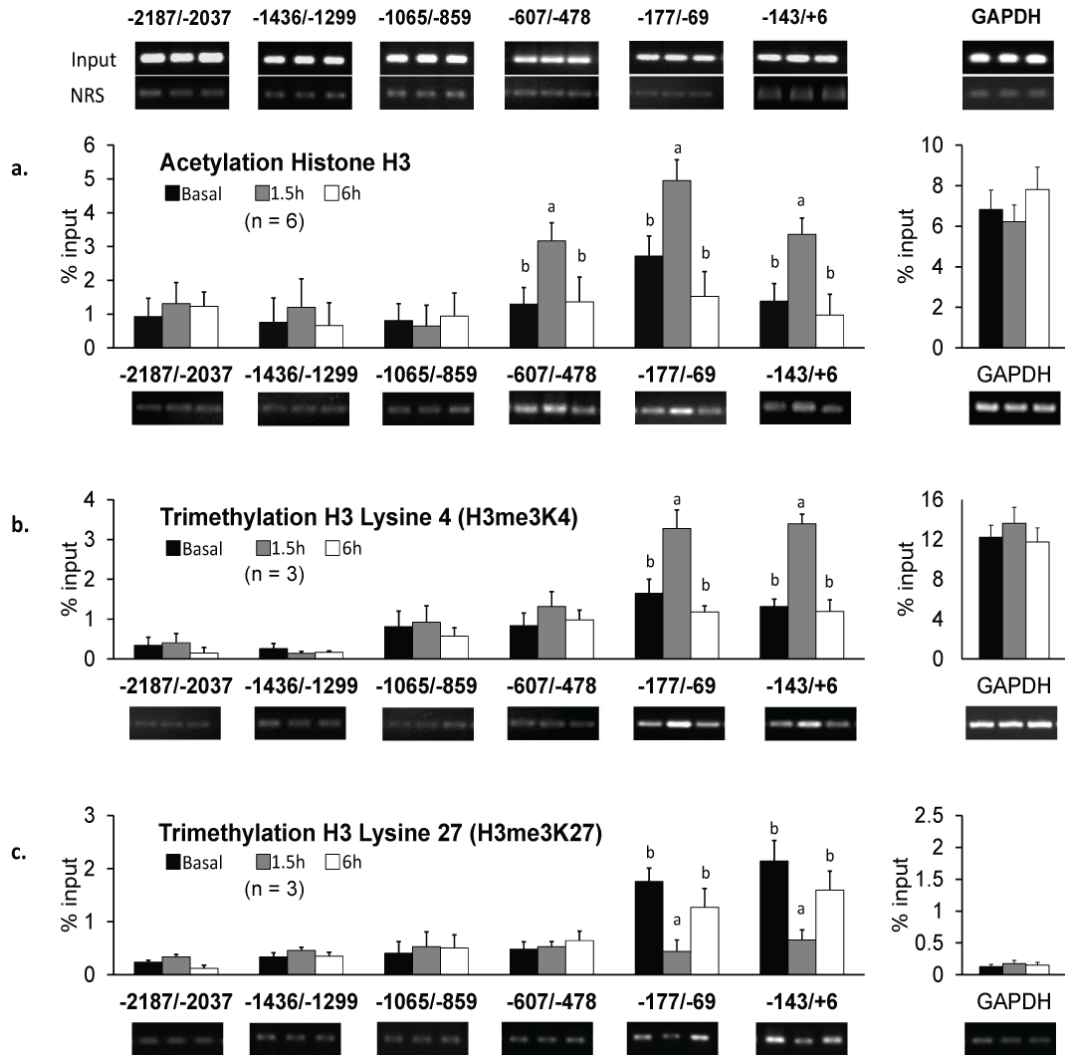 -2187/-2037 -1436/-1299 -1065/-859 -607/-478 -177/-69 -143/+6 GAPDH
Input
NRS
a.
Acetylation Histone H3
Basal 1.5h 6h
(n = 6)
% input
6
5
4
3
2
1
0
b a b b a b b a b
% input
10
8
6
4
2
0
-2187/-2037 -1436/-1299 -1065/-859 -607/-478 -177/-69 -143/+6 GAPDH
b.
Trimethylation H3 Lysine 4 (H3me3K4)
Basal 1.5h 6h
(n = 3)
% input
4
3
2
1
0
b a b b a b
% input
16
12
8
4
0
-2187/-2037 -1436/-1299 -1065/-859 -607/-478 -177/-69 -143/+6 GAPDH
c.
Trimethylation H3 Lysine 27 (H3me3K27)
Basal 1.5h 6h
(n = 3)
% input
3
2
1
0
b a b b a b
% input
2.5
2
1.5
1
0.5
0
-2187/-2037 -1436/-1299 -1065/-859 -607/-478 -177/-69 -143/+6 GAPDH